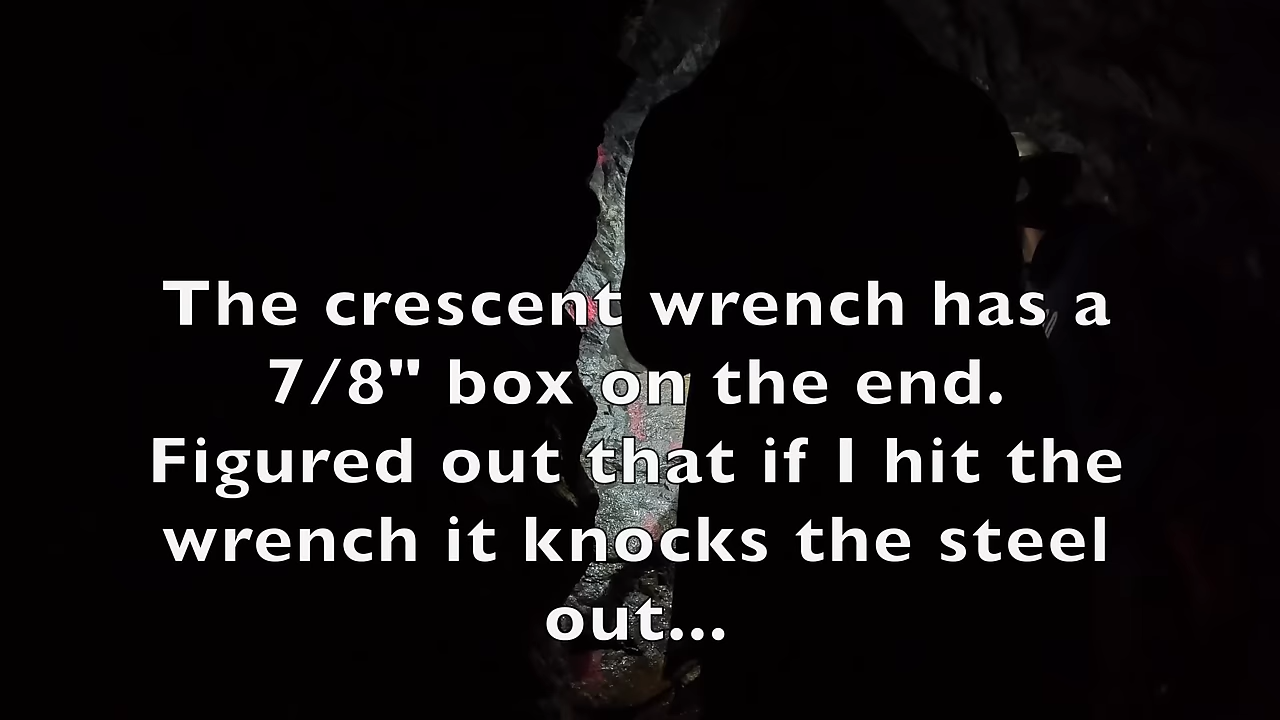 The crescent wrench has a
7/8" box on the end.
Figured out that if I hit the
wrench it knocks the steel
out...